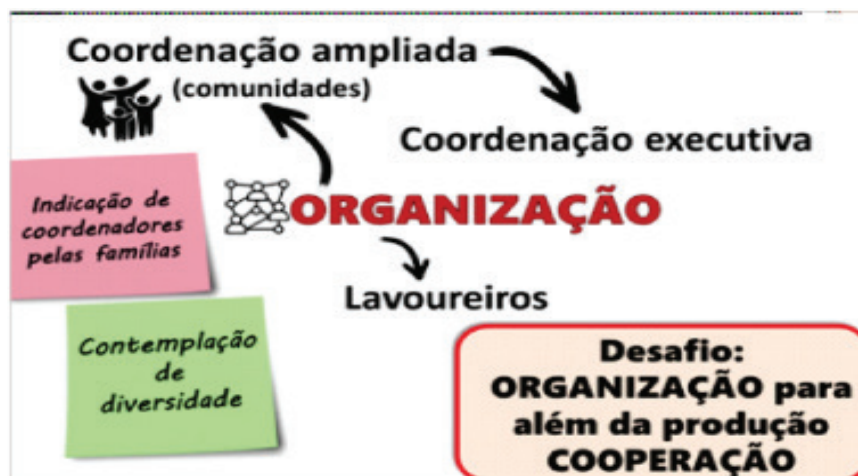 Coordenação ampliada
(comunidades)
Coordenação executiva
Indicação de
coordenadores
pelas famílias
ORGANIZAÇÃO
Lavoureiros
Contemplação
de
diversidade
Desafio:
ORGANIZAÇÃO para
além da produção
COOPERAÇÃO